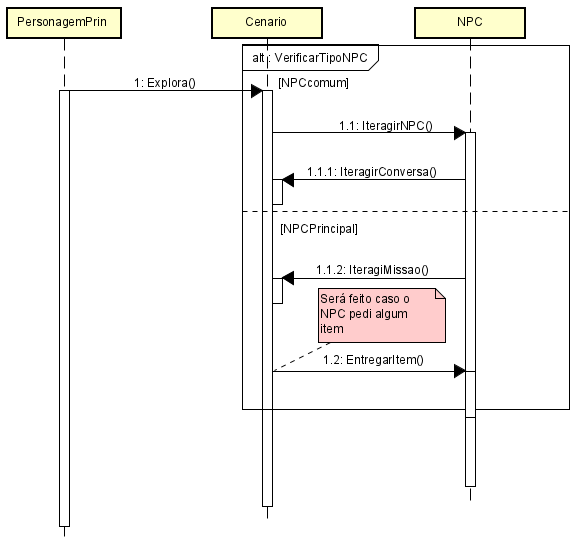 PersonagemPrin
Cenario
NPC
alt : VerificarTipoNPC
1: Explora()
[NPCcomum]
1.1: IteragirNPC()
1.1.1: IteragirConversa()
[NPCPrincipal]
1.1.2: IteragiMissao()
Será feito caso o
NPC pedi algum
item
1.2: EntregarItem()